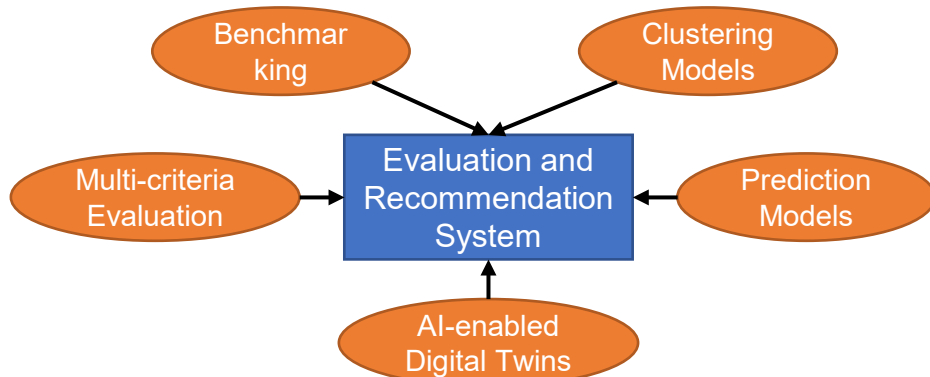 Benchmar
king
Clustering
Models
Multi-criteria
Evaluation
Evaluation and
Recommendation
System
Prediction
Models
AI-enabled
Digital Twins